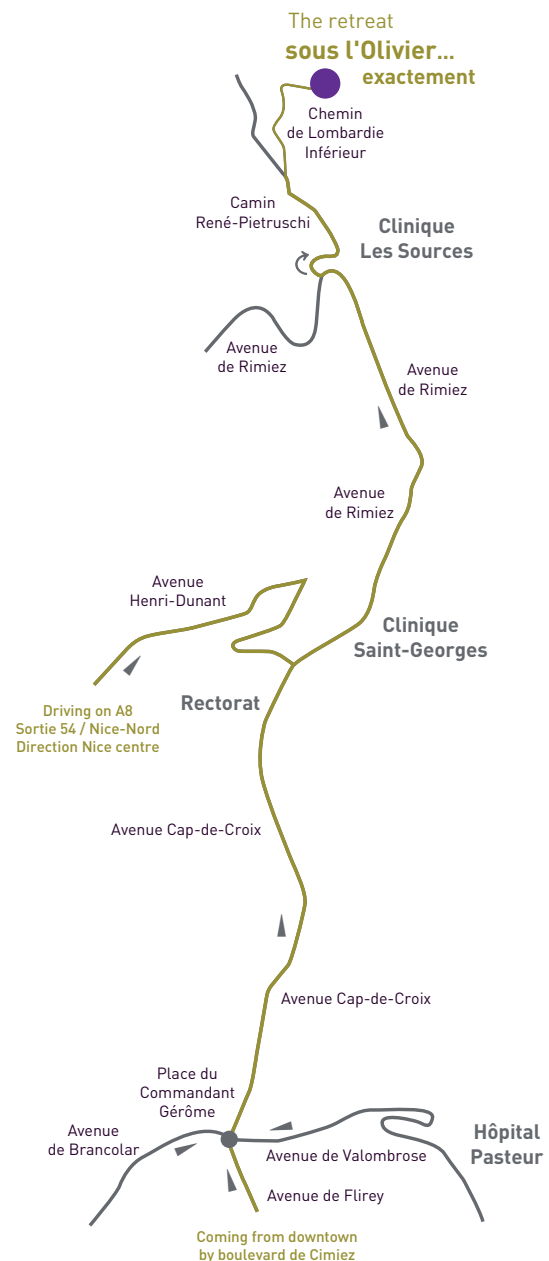 The retreat
sous l'Olivier...
exactement
Chemin
de Lombardie
Inférieur
Camin
René-Pietruschi
Clinique
Les Sources
Avenue
de Rimiez
Avenue
de Rimiez
Avenue
de Rimiez
Avenue
Henri-Dunant
Clinique
Saint-Georges
Rectorat
Driving on A8
Sortie 54 / Nice-Nord
Direction Nice centre
Avenue Cap-de-Croix
Avenue Cap-de-Croix
Place du
Commandant
Gérôme
Avenue
de Brancolar
Hôpital
Pasteur
Avenue de Valombrose
Avenue de Flirey
Coming from downtown
by boulevard de Cimiez